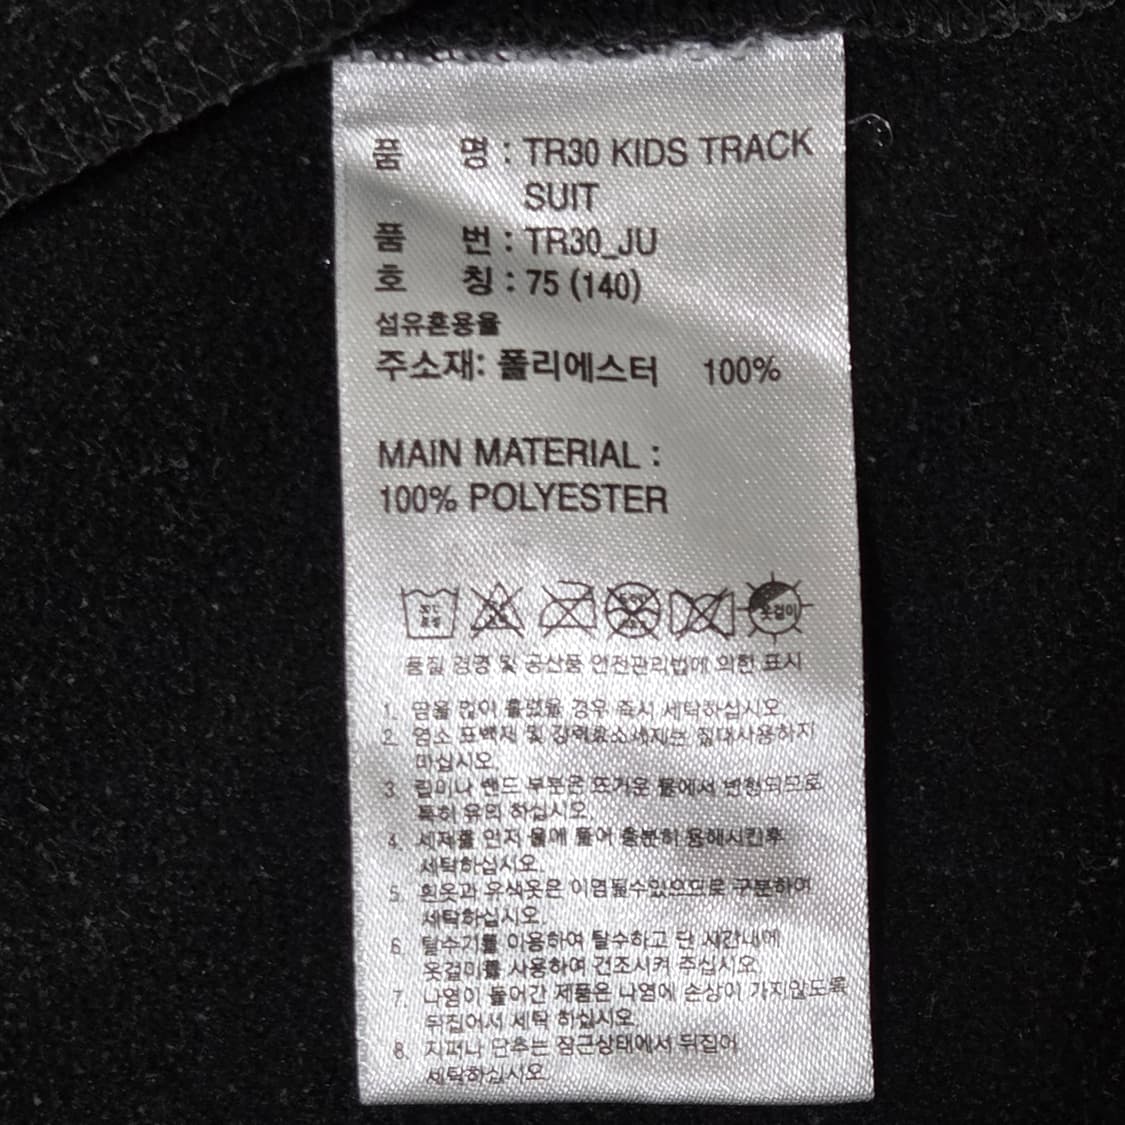 품 명 : TR30 KIDS TRACK
SUIT
품 번 : TR30_JU
호 칭 : 75 (140)
섬유혼용율
주소재: 폴리에스터 100%
MAIN MATERIAL :
100% POLYESTER
30℃ 중성
옷걸이
품질 경영 및 공산품 안전관리법에 의한 표시
1. 땀을 많이 흘렸을 경우 즉시 세탁하십시오
2. 염소 표백제 및 강력효소세제는 절대사용하지
마십시오.
3. 립이나 밴드 부분은 뜨거운 물에서 변형되므로
특히 유의 하십시오.
4. 세제를 먼저 물에 풀어 충분히 용해시킨후
세탁하십시오.
5. 흰옷과 유색옷은 이염될수있으므로 구분하여
세탁하십시오.
6. 탈수기를 이용하여 탈수하고 단 시간내에
옷걸이를 사용하여 건조시켜 주십시오
7. 나염이 들어간 제품은 나염에 손상이 가지않도록
뒤집어서 세탁 하십시오
8. 지퍼나 단추는 잠근상태에서 뒤집어
세탁하십시오.